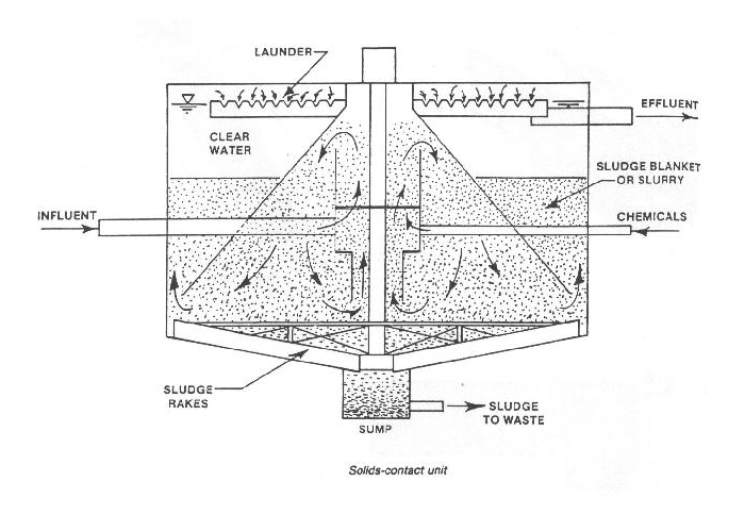 LAUNDER
EFFLUENT
CLEAR
WATER
SLUDGE BLANKET
OR SLURRY
INFLUENT
CHEMICALS
SLUDGE
RAKES
SLUDGE
TO WASTE
SUMP
Solids-contact unit